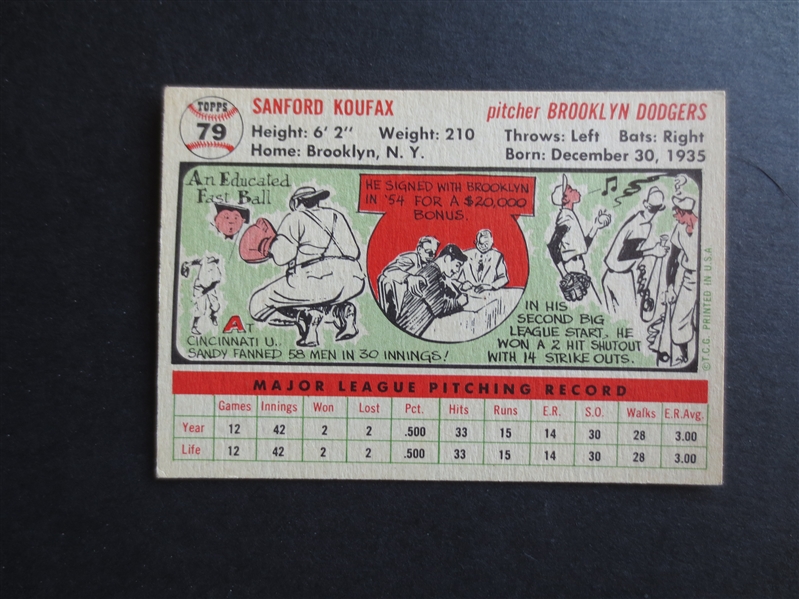 TOPPS
79
SANFORD KOUFAX pitcher BROOKLYN DODGERS
Height: 6' 2" Weight: 210 Throws: Left Bats: Right
Home: Brooklyn, N. Y. Born: December 30, 1935
An Educated
Fast Ball
AT
CINCINNATI U..
SANDY FANNED 58 MEN IN 30 INNINGS!
HE SIGNED WITH BROOKLYN
IN '54 FOR A $20,000
BONUS.
IN HIS
SECOND BIG
LEAGUE START, HE
WON A 2 HIT SHUTOUT
WITH 14 STRIKE OUTS.
?
© T.C.G. PRINTED IN U.S.A
MAJOR LEAGUE PITCHING RECORD
Games Innings Won Lost Pct. Hits Runs E.R. S.O. Walks E.R.Avg.
Year 12 42 2 2 .500 33 15 14 30 28 3.00
Life 12 42 2 2 .500 33 15 14 30 28 3.00